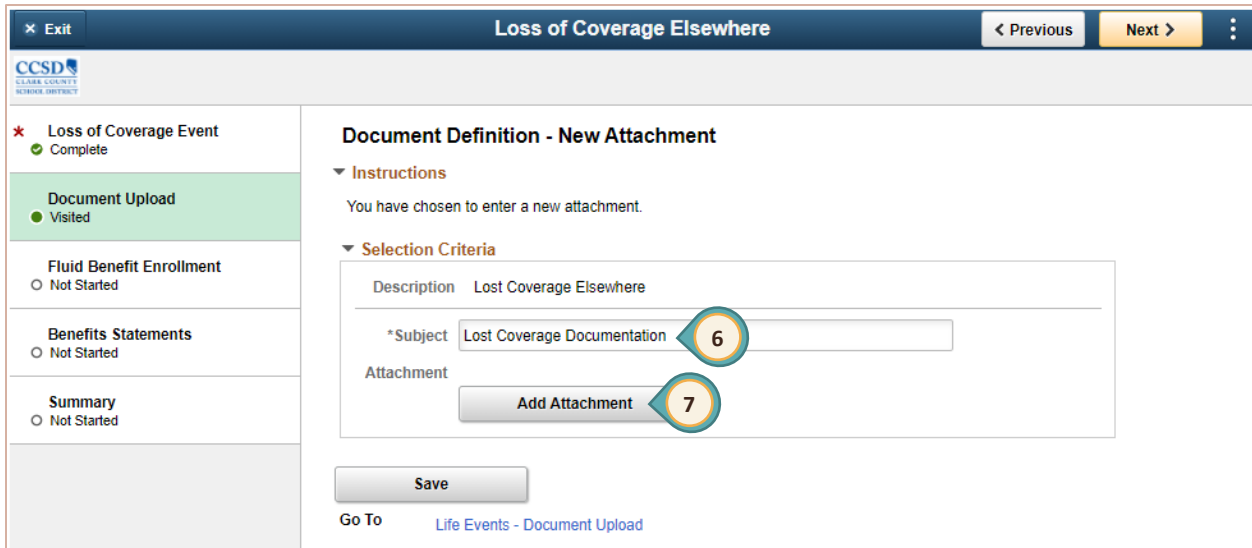 × Exit
Loss of Coverage Elsewhere
< Previous
Next >
CCSD
CLARK COUNTY
SCHOOL DISTRICT
* Loss of Coverage Event
Complete
Document Upload
Visited
Fluid Benefit Enrollment
Not Started
Benefits Statements
Not Started
Summary
Not Started
Document Definition - New Attachment
Instructions
You have chosen to enter a new attachment.
Selection Criteria
Description Lost Coverage Elsewhere
*Subject Lost Coverage Documentation 6
Attachment
Add Attachment 7
Save
Go To Life Events - Document Upload